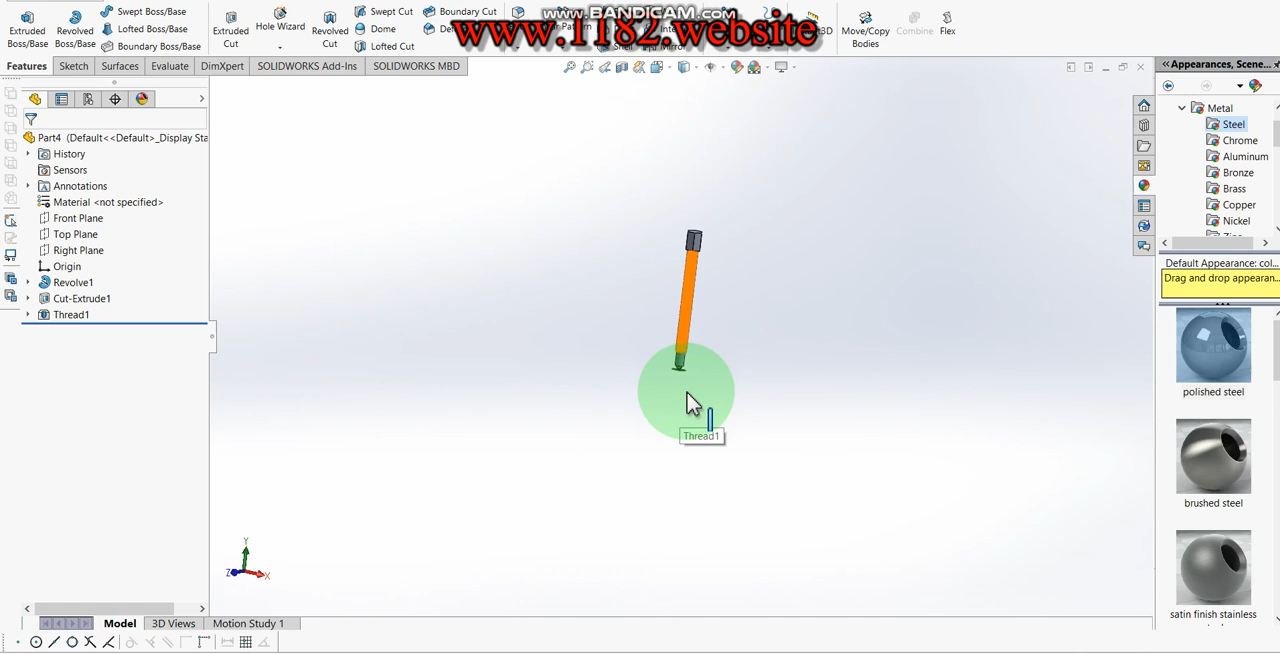 www.BANDICAM.com
www.1182.website
Extruded Boss/Base
Revolved Boss/Base
Swept Boss/Base
Lofted Boss/Base
Boundary Boss/Base
Extruded Cut
Hole Wizard
Revolved Cut
Swept Cut
Dome
Lofted Cut
Boundary Cut
Shell
Mirror
Move/Copy Bodies
Combine
Flex
Features
Sketch
Surfaces
Evaluate
DimXpert
SOLIDWORKS Add-Ins
SOLIDWORKS MBD
Part4 (Default<<Default>_Display Sta
History
Sensors
Annotations
Material <not specified>
Front Plane
Top Plane
Right Plane
Origin
Revolve1
Cut-Extrude1
Thread1
Thread1
Y
Z
X
Appearances, Scene...
Metal
Steel
Chrome
Aluminum
Bronze
Brass
Copper
Nickel
Default Appearance: col...
Drag and drop appearan...
polished steel
brushed steel
satin finish stainless
Model
3D Views
Motion Study 1